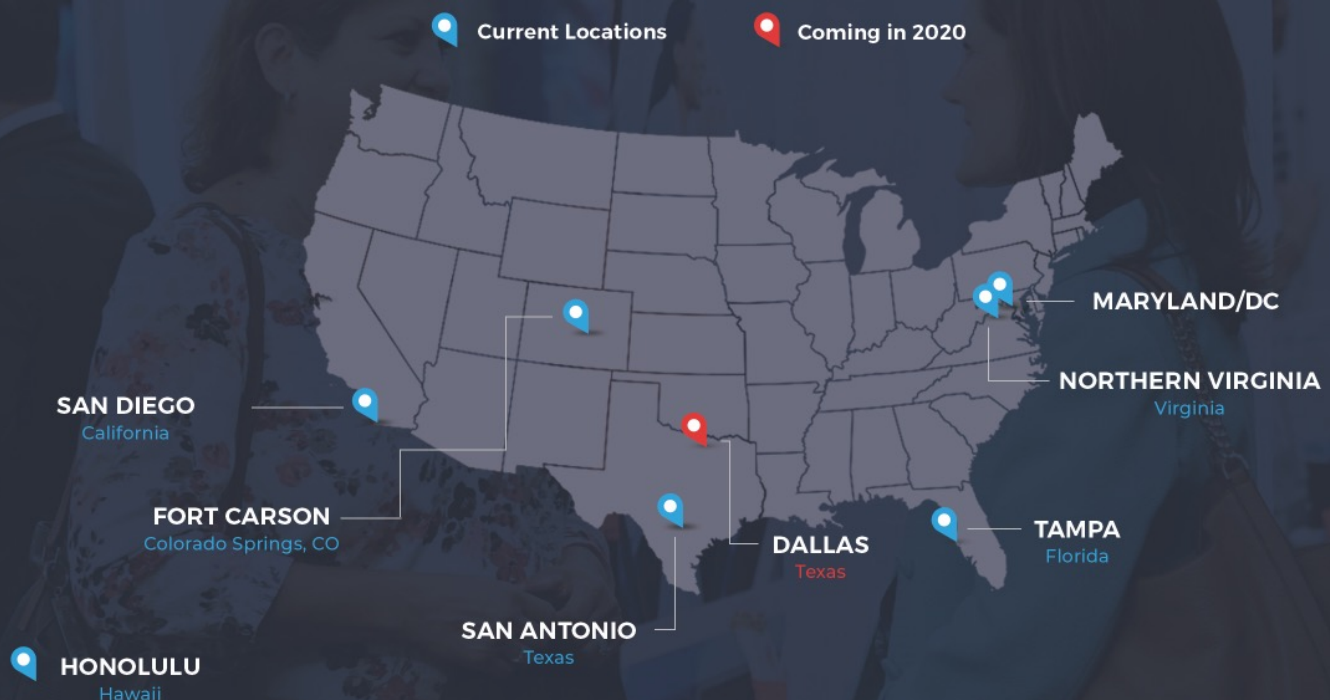 Current Locations
Coming in 2020
MARYLAND/DC
NORTHERN VIRGINIA
Virginia
SAN DIEGO
California
FORT CARSON
Colorado Springs, CO
TAMPA
Florida
DALLAS
Texas
SAN ANTONIO
Texas
HONOLULU
Hawaii